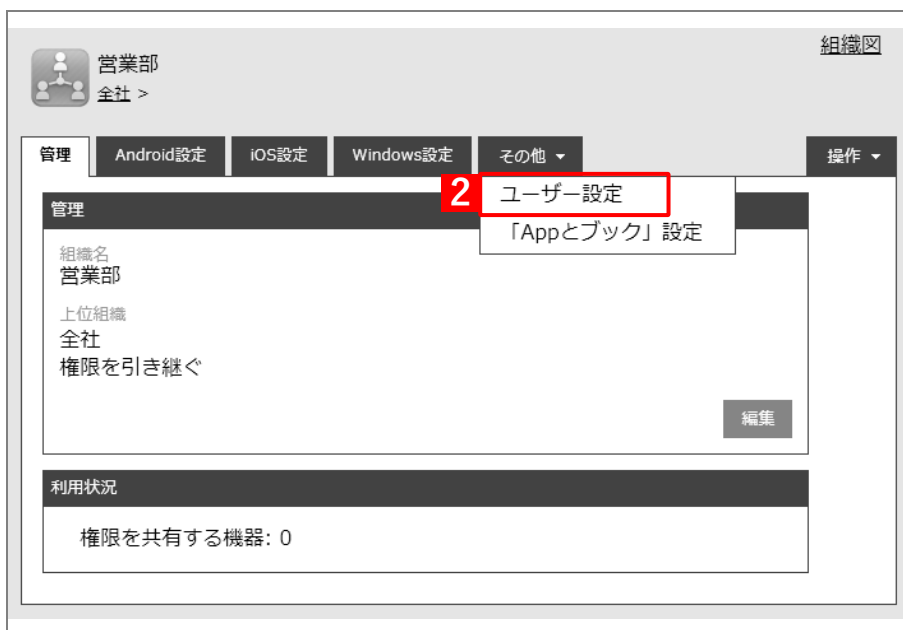 組織図
営業部
全社 >
管理 Android設定 iOS設定 Windows設定 その他 操作
2 ユーザー設定
「Appとブック」設定
管理
組織名
営業部
上位組織
全社
権限を引き継ぐ
編集
利用状況
権限を共有する機器: 0